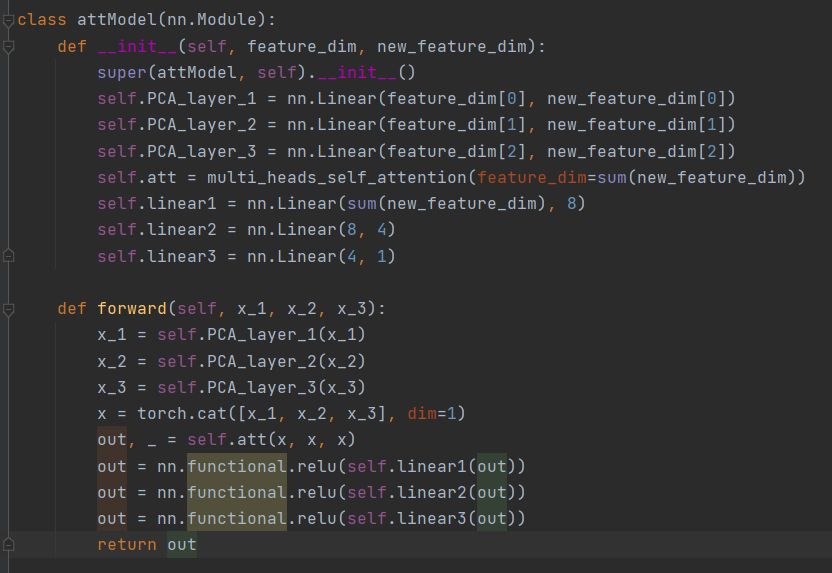 class attModel(nn.Module):
    def __init__(self, feature_dim, new_feature_dim):
        super(attModel, self).__init__()
        self.PCA_layer_1 = nn.Linear(feature_dim[0], new_feature_dim[0])
        self.PCA_layer_2 = nn.Linear(feature_dim[1], new_feature_dim[1])
        self.PCA_layer_3 = nn.Linear(feature_dim[2], new_feature_dim[2])
        self.att = multi_heads_self_attention(feature_dim=sum(new_feature_dim))
        self.linear1 = nn.Linear(sum(new_feature_dim), 8)
        self.linear2 = nn.Linear(8, 4)
        self.linear3 = nn.Linear(4, 1)
    def forward(self, x_1, x_2, x_3):
        x_1 = self.PCA_layer_1(x_1)
        x_2 = self.PCA_layer_2(x_2)
        x_3 = self.PCA_layer_3(x_3)
        x = torch.cat([x_1, x_2, x_3], dim=1)
        out, _ = self.att(x, x, x)
        out = nn.functional.relu(self.linear1(out))
        out = nn.functional.relu(self.linear2(out))
        out = nn.functional.relu(self.linear3(out))
        return out